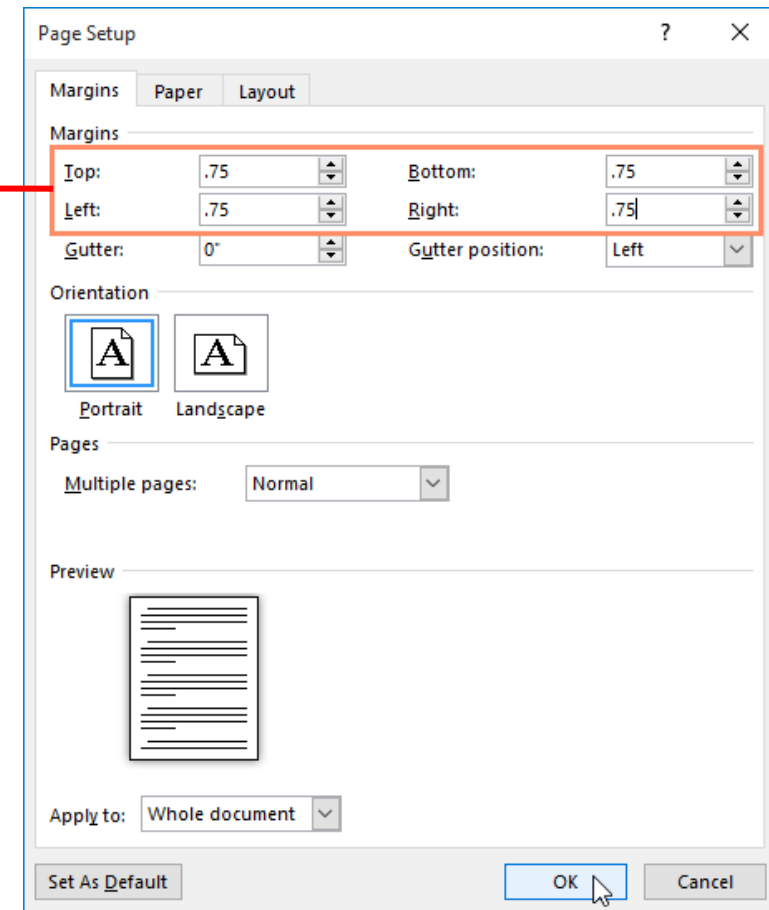 Page Setup ?
Margins Paper Layout
Margins
Top: .75 Bottom: .75
Left: .75 Right: .75
Gutter: 0" Gutter position: Left
Orientation
A A
Portrait Landscape
Pages
Multiple pages: Normal
Preview
Apply to: Whole document
Set As Default OK Cancel